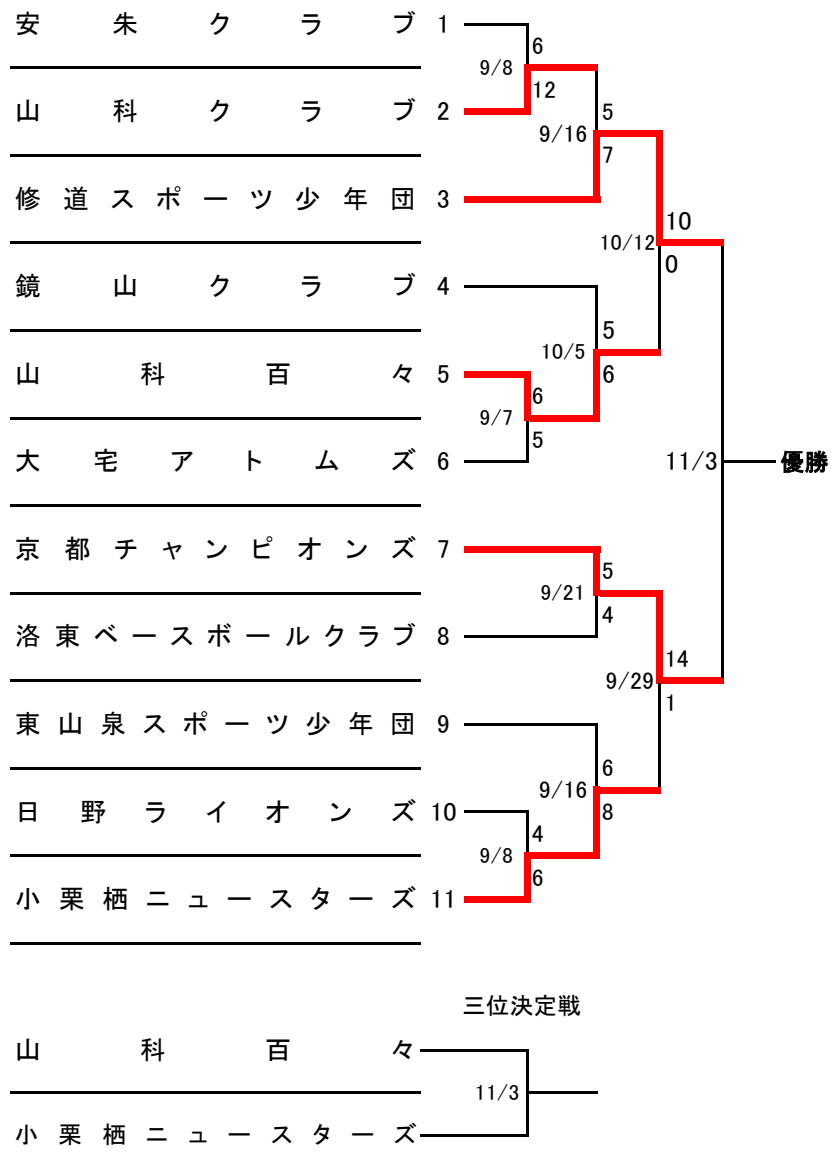 安朱クラブ 1
6
9/8
12
山科クラブ 2
5
9/16
7
修道スポーツ少年団 3
10
10/12
0
鏡山クラブ 4
5
10/5
6
山科百々 5
6
9/7
5
大宅アトムズ 6
11/3 優勝
京都チャンピオンズ 7
5
9/21
4
洛東ベースボールクラブ 8
14
9/29
1
東山泉スポーツ少年団 9
6
9/16
8
日野ライオンズ 10
4
9/8
6
小栗栖ニュースターズ 11
三位決定戦
山科百々
11/3
小栗栖ニュースターズ